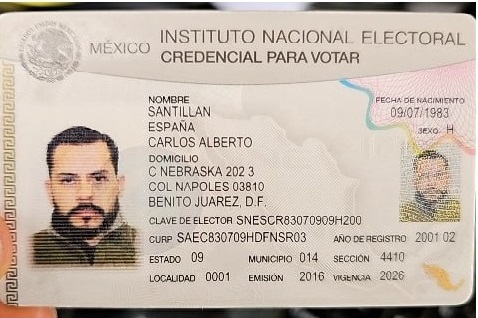 MÉXICO
INSTITUTO NACIONAL ELECTORAL
CREDENCIAL PARA VOTAR
NOMBRE
SANTILLAN
ESPAÑA
CARLOS ALBERTO
FECHA DE NACIMIENTO
09/07/1983
SEXO H
DOMICILIO
C NEBRASKA 202 3
COL NAPOLES 03810
BENITO JUAREZ, D.F.
CLAVE DE ELECTOR SNESCR83070909H200
CURP SAEC830709HDFNSR03 AÑO DE REGISTRO 2001 02
ESTADO 09 MUNICIPIO 014 SECCIÓN 4410
LOCALIDAD 0001 EMISIÓN 2016 VIGENCIA 2026